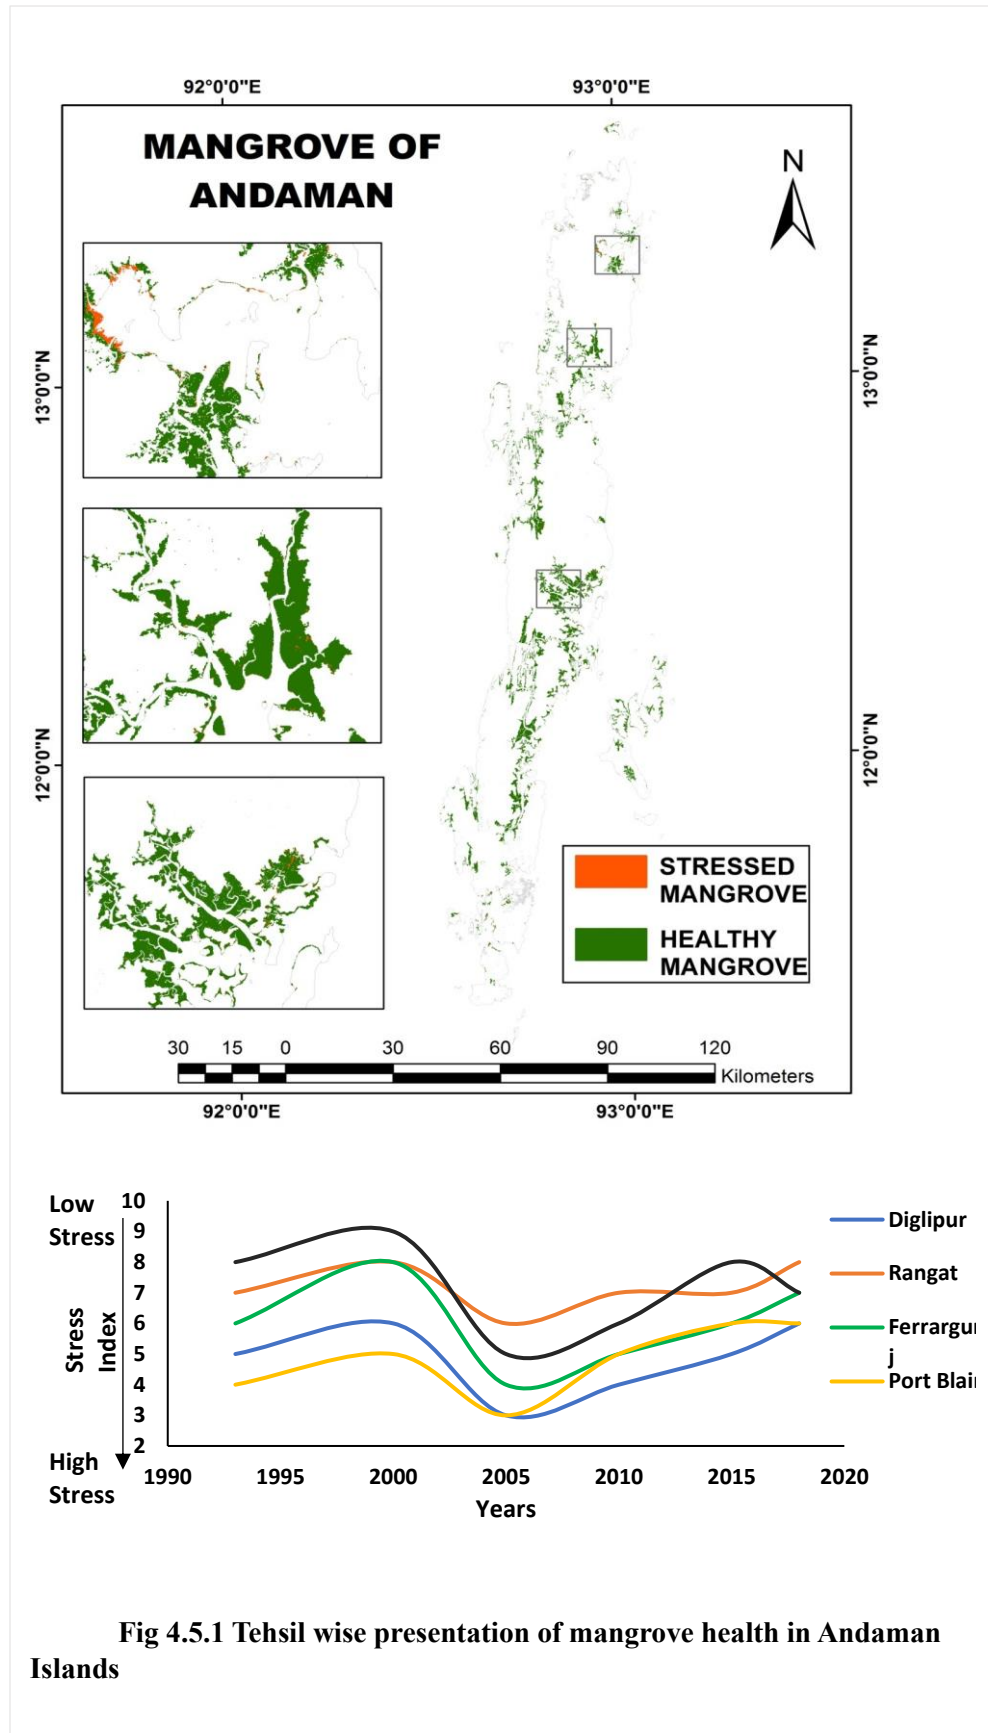 92°0'0"E 93°0'0"E
MANGROVE OF
ANDAMAN
N
13°0'0"N 13°0'0"N
12°0'0"N 12°0'0"N
STRESSED
MANGROVE
HEALTHY
MANGROVE
30 15 0 30 60 90 120
Kilometers
92°0'0"E 93°0'0"E
Low
Stress
Stress
Index
High
Stress
10
9
8
7
6
5
4
3
2
1990 1995 2000 2005 2010 2015 2020
Years
Diglipur
Rangat
Ferrargun
j
Port Blair
Fig 4.5.1 Tehsil wise presentation of mangrove health in Andaman
Islands